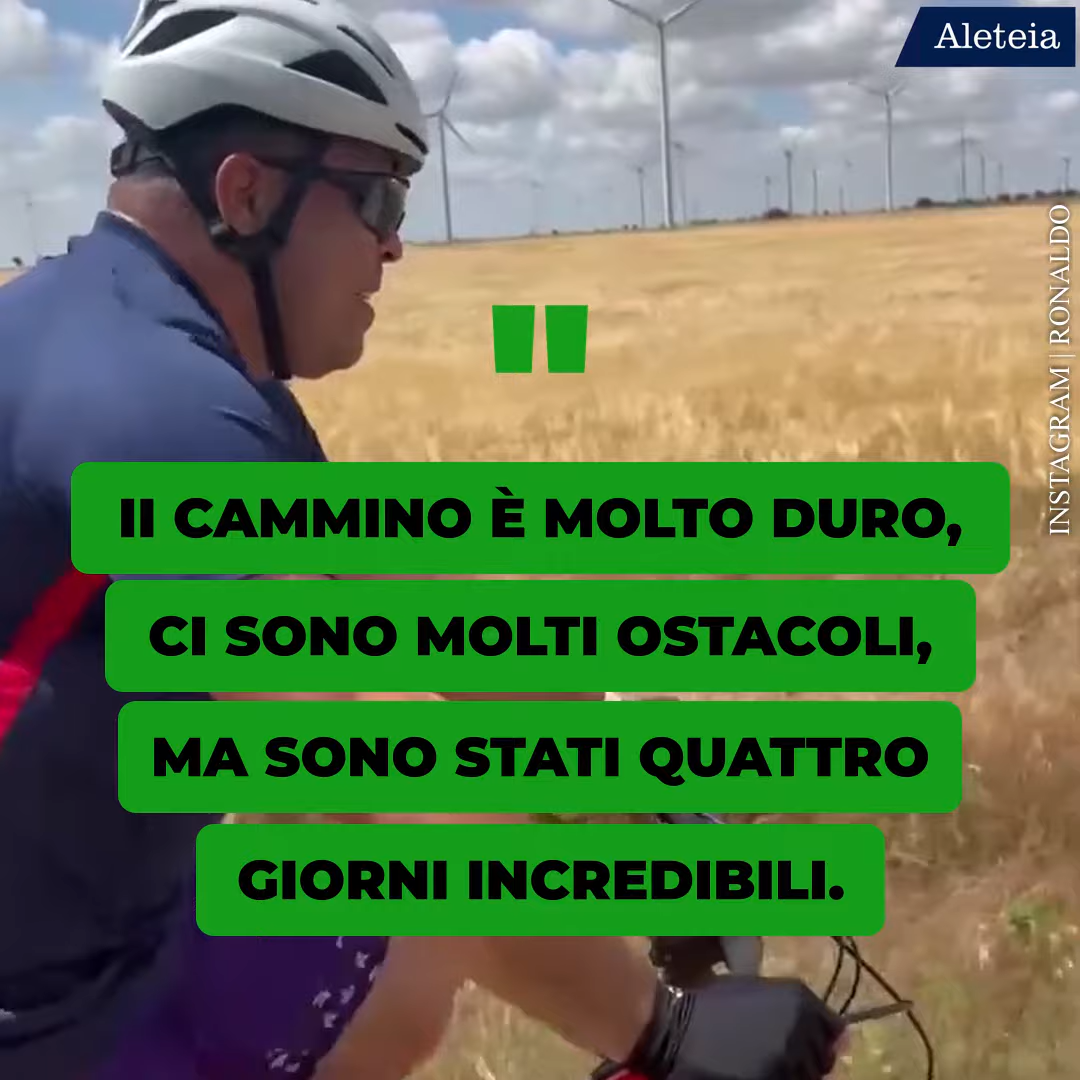 Aleteia
INSTAGRAM | RONALDO
"
II CAMMINO È MOLTO DURO,
CI SONO MOLTI OSTACOLI,
MA SONO STATI QUATTRO
GIORNI INCREDIBILI.